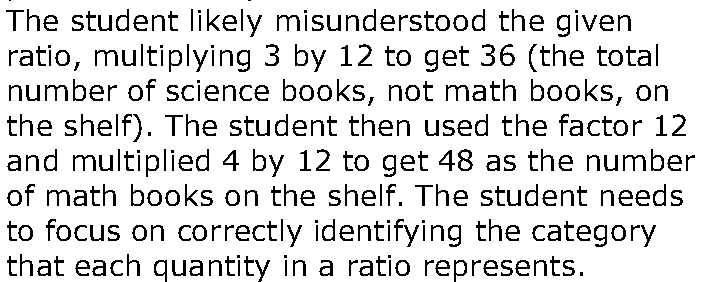 The student likely misunderstood the given
ratio, multiplying 3 by 12 to get 36 (the total
number of science books, not math books, on
the shelf). The student then used the factor 12
and multiplied 4 by 12 to get 48 as the number
of math books on the shelf. The student needs
to focus on correctly identifying the category
that each quantity in a ratio represents.